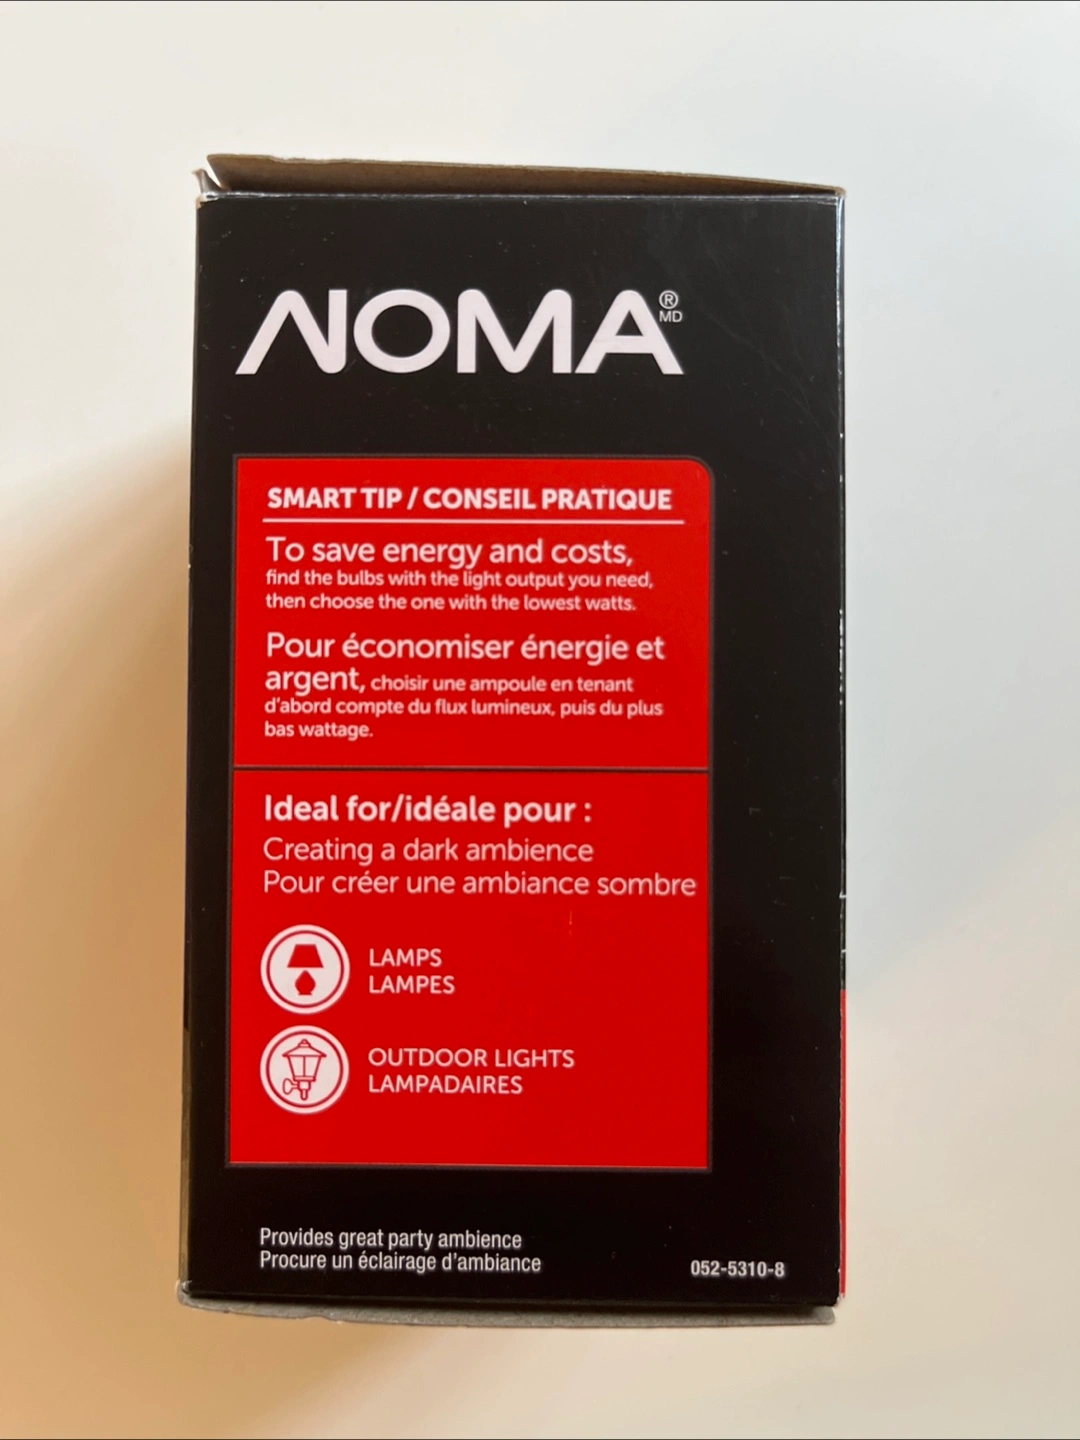 NOMA
®
MD
SMART TIP / CONSEIL PRATIQUE
To save energy and costs,
find the bulbs with the light output you need,
then choose the one with the lowest watts.
Pour économiser énergie et
argent, choisir une ampoule en tenant
d'abord compte du flux lumineux, puis du plus
bas wattage.
Ideal for/idéale pour :
Creating a dark ambience
Pour créer une ambiance sombre
LAMPS
LAMPES
OUTDOOR LIGHTS
LAMPADAIRES
Provides great party ambience
Procure un éclairage d'ambiance
052-5310-8